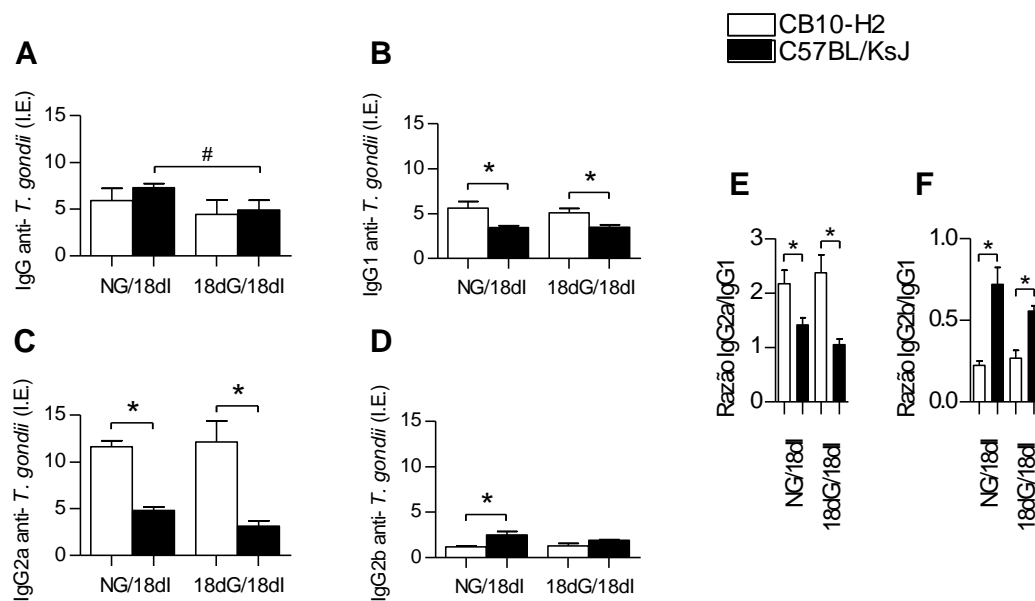 CB10-H2
C57BL/KsJ
A
IgG anti- T. gondii (I.E.)
15
10
5
0
#
NG/18dI
18dG/18dI
B
IgG1 anti- T. gondii (I.E.)
15
10
5
0
*
*
NG/18dI
18dG/18dI
C
IgG2a anti- T. gondii (I.E.)
15
10
5
0
*
*
NG/18dI
18dG/18dI
D
IgG2b anti- T. gondii (I.E.)
15
10
5
0
*
NG/18dI
18dG/18dI
E
Razão IgG2a/IgG1
3
2
1
0
*
*
NG/18dI
18dG/18dI
F
Razão IgG2b/IgG1
1.0
0.5
0.0
*
*
NG/18dI
18dG/18dI